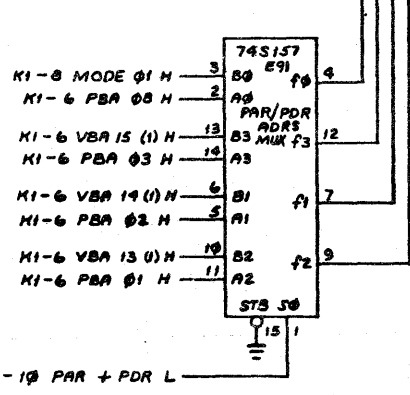 74S157
E91
K1-8 MODE Ø1 H 3 BØ fØ 4
K1-6 PBA Ø8 H 2 AØ
PAR/PDR
ADRS
MUX
K1-6 VBA 15 (1) H 13 B3 f3 12
K1-6 PBA Ø3 H 14 A3
K1-6 VBA 14 (1) H 6 B1 f1 7
K1-6 PBA Ø2 H 5 A1
K1-6 VBA 13 (1) H 1Ø B2 f2 9
K1-6 PBA Ø1 H 11 A2
STB SØ
15 1
-1Ø PAR + PDR L